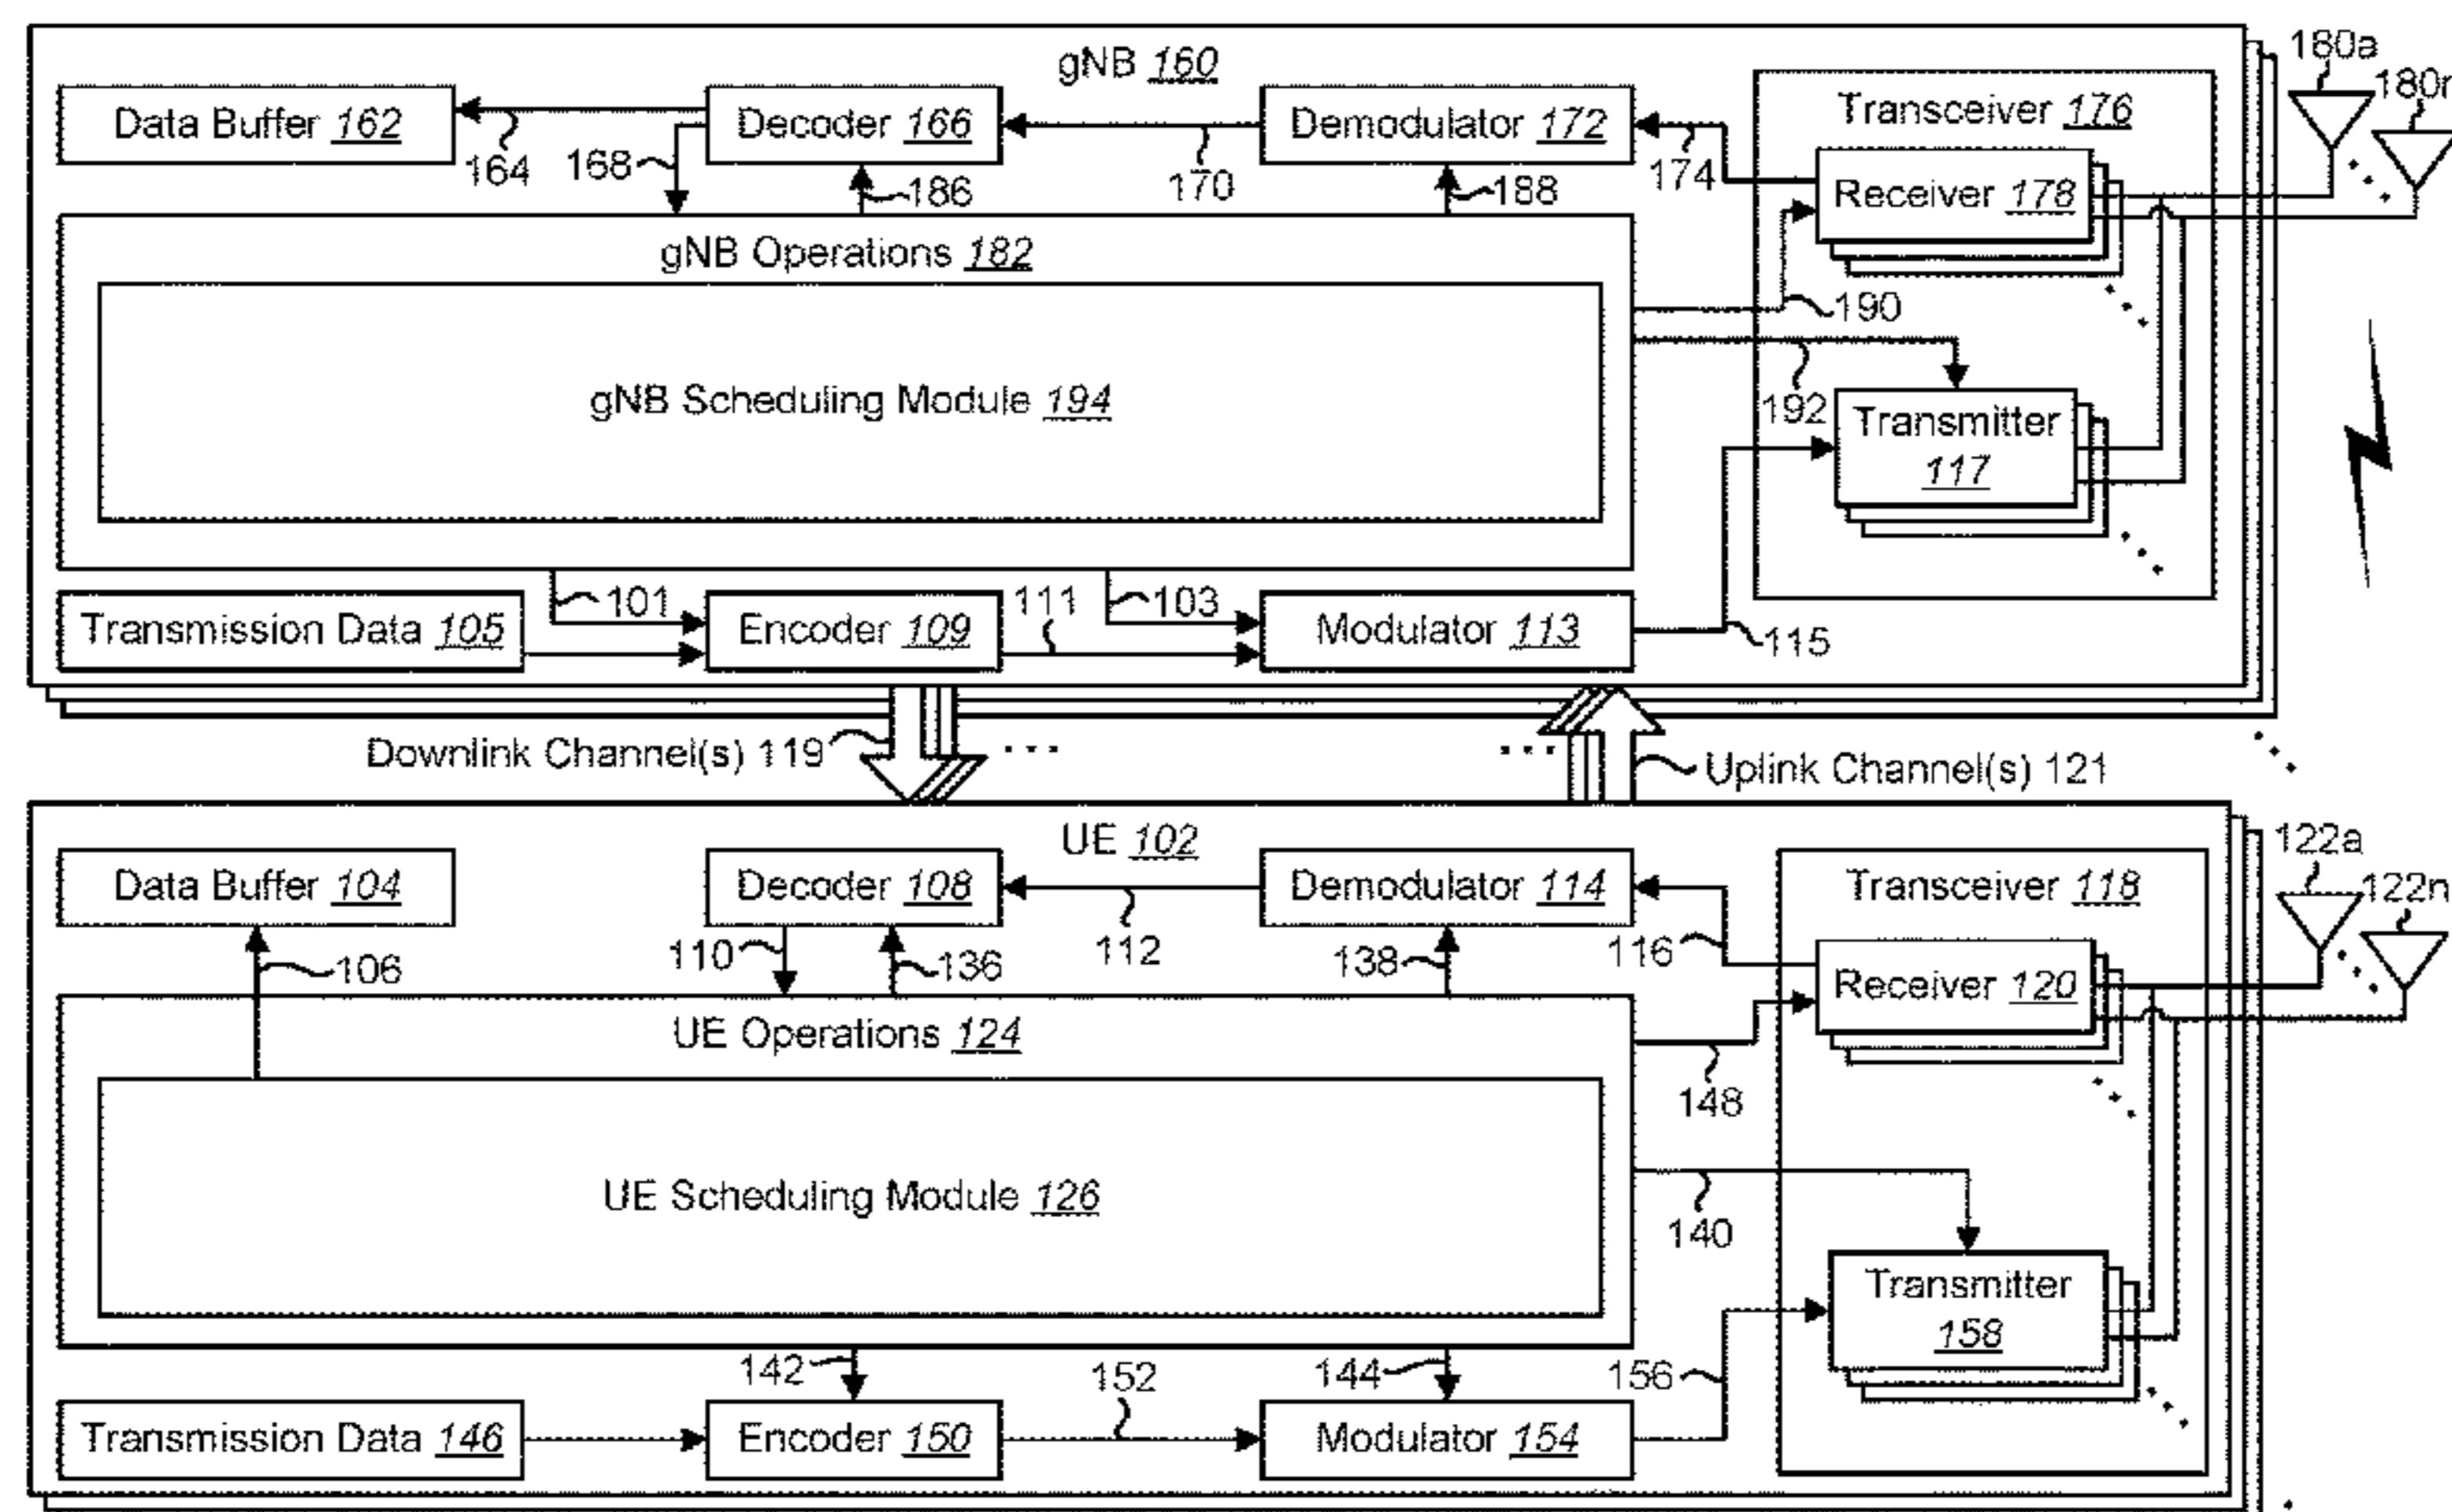 gNB 160
180a
180n
Data Buffer 162
Decoder 166
Demodulator 172
Transceiver 176
164
168
186
170
188
174
Receiver 178
gNB Operations 182
190
gNB Scheduling Module 194
192
Transmitter
117
101
111
103
115
Transmission Data 105
Encoder 109
Modulator 113
Downlink Channel(s) 119
Uplink Channel(s) 121
UE 102
122a
122n
Data Buffer 104
Decoder 108
Demodulator 114
Transceiver 118
106
110
136
112
138
116
Receiver 120
UE Operations 124
148
UE Scheduling Module 126
140
Transmitter
158
142
152
144
156
Transmission Data 146
Encoder 150
Modulator 154